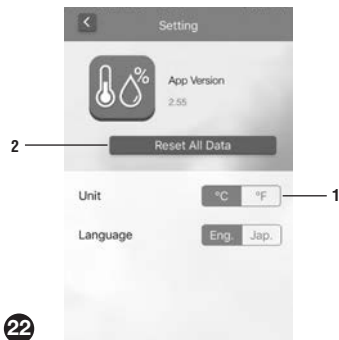 Setting
%
App Version
2.55
2
Reset All Data
Unit
°C
°F
1
Language
Eng.
Jap.
22